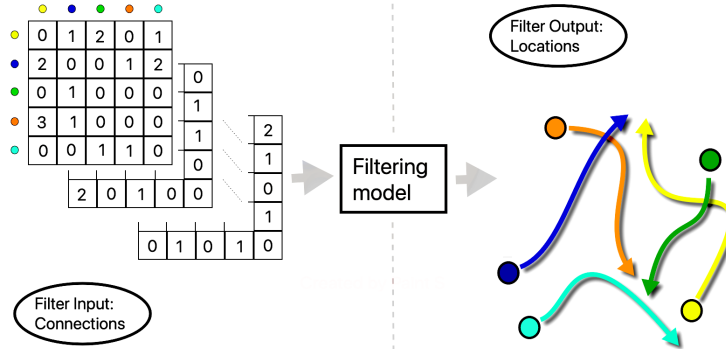 0 1 2 0 1
2 0 0 1 2
0 1 0 0 0
3 1 0 0 0
0 0 1 1 0
0
1
1
0
2 0 1 0 0
2
1
0
1
0 1 0 1 0
Filter Input:
Connections
Filtering
model
Filter Output:
Locations